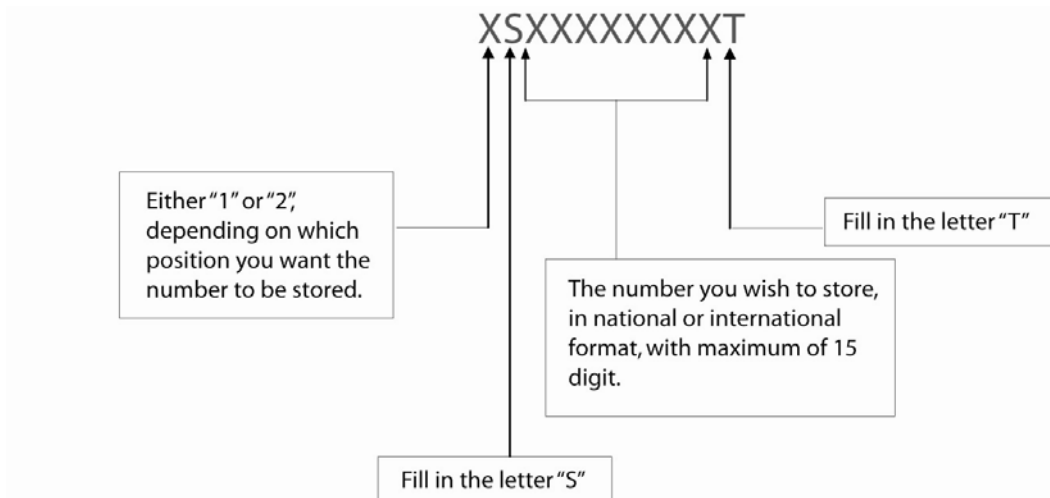 XSXXXXXXXXXT
Either “1” or “2”,
depending on which
position you want the
number to be stored.
Fill in the letter “T”
The number you wish to store,
in national or international
format, with maximum of 15
digit.
Fill in the letter “S”